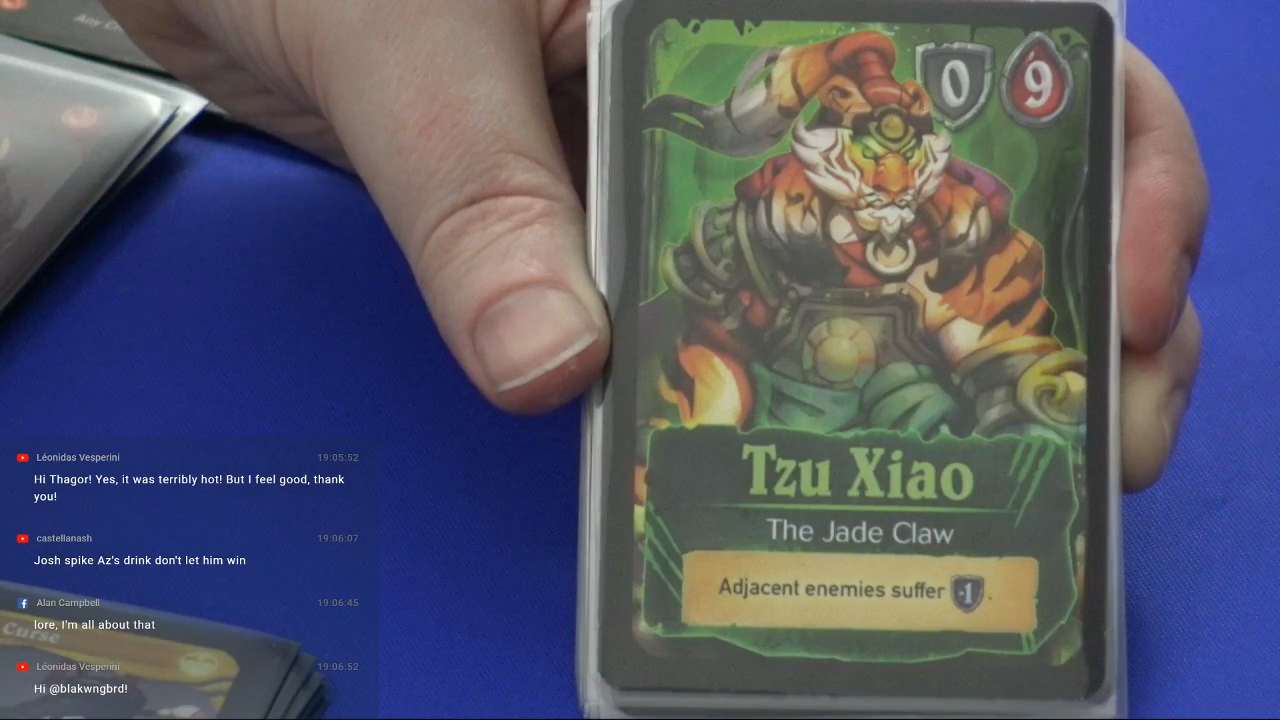 Any
0
9
Tzu Xiao
The Jade Claw
Adjacent enemies suffer -1.
Curse
Léonidas Vesperini 19:05:52
Hi Thagor! Yes, it was terribly hot! But I feel good, thank
you!
castellanash 19:06:07
Josh spike Az's drink don't let him win
Alan Campbell 19:06:45
lore, I'm all about that
Léonidas Vesperini 19:06:52
Hi @blakwngbrd!